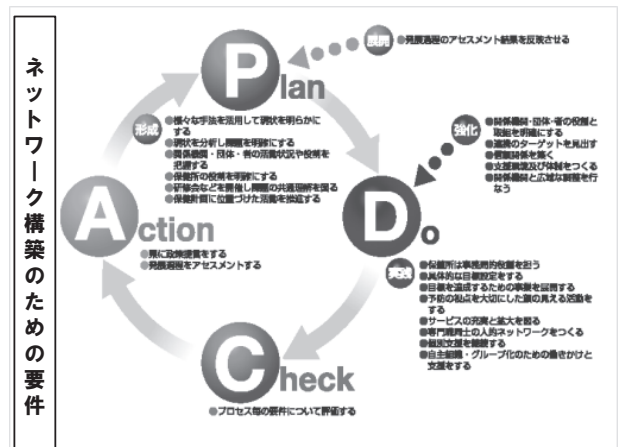 ネットワーク構築のための要件
Plan
展開
●発展過程のアセスメント結果を反映させる
形成
●様々な手法を活用して現状を明らかに
する
●現状を分析し課題を明確にする
●関係機関・団体・者の活動状況や役割を
把握する
●保健所の役割を明確にする
●研修会などを開催し課題の共通理解を図る
●保健計画に位置づけた活動を推進する
強化
●関係機関・団体・者の役割と
取組を明確にする
●連携のターゲットを見出す
●信頼関係を築く
●支援環境及び体制をつくる
●関係機関と広域な調整を行
なう
Do
Action
●県に政策提言をする
●発展過程をアセスメントする
実践
●保健所は事務局的役割を担う
●具体的な目標設定をする
●目標を達成するための事業を展開する
●予防の視点を大切にした顔の見える活動を
する
●サービスの充実と拡大を図る
●専門職同士の人的ネットワークをつくる
●個別支援を継続する
●自主組織・グループ化のための働きかけと
支援をする
Check
●プロセス毎の要件について評価する